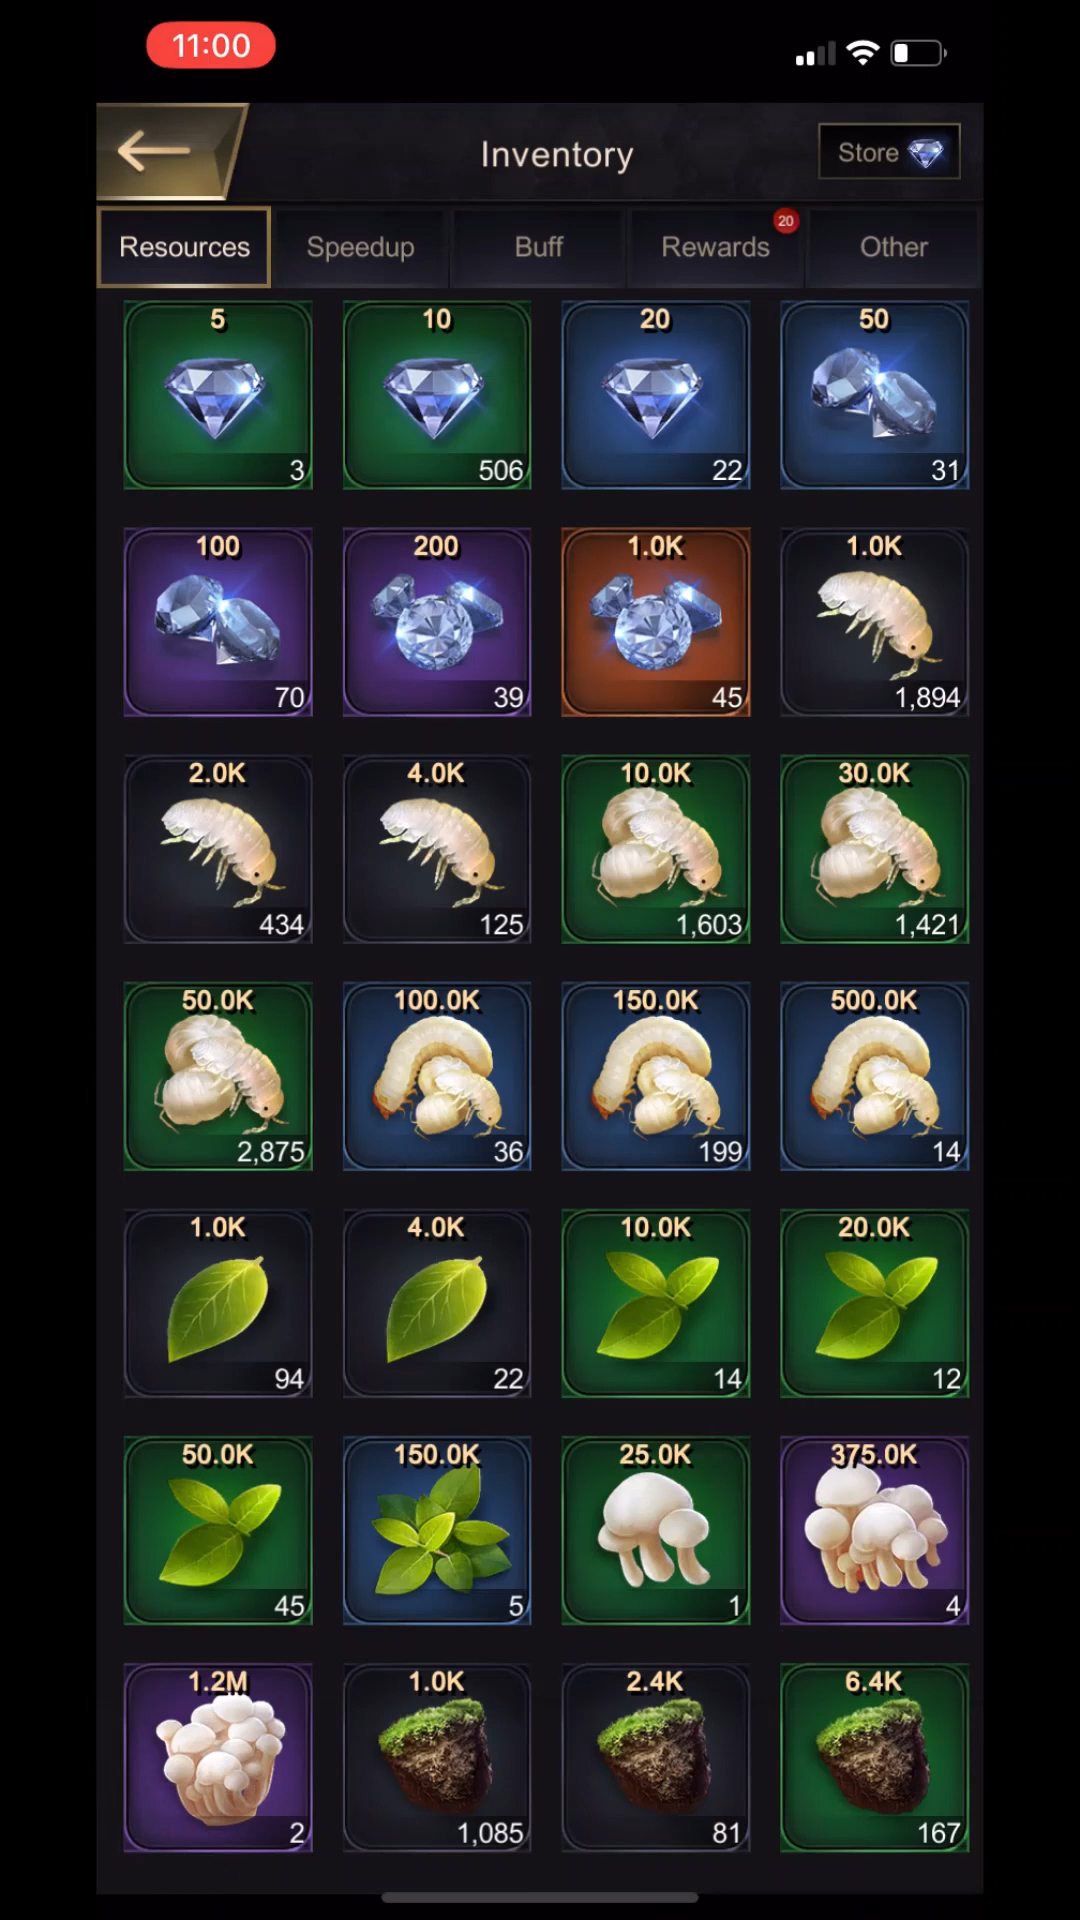 11:00
Inventory
Store
Resources
Speedup
Buff
Rewards
20
Other
5
10
20
50
3
506
22
31
100
200
1.0K
1.0K
70
39
45
1,894
2.0K
4.0K
10.0K
30.0K
434
125
1,603
1,421
50.0K
100.0K
150.0K
500.0K
2,875
36
199
14
1.0K
4.0K
10.0K
20.0K
94
22
14
12
50.0K
150.0K
25.0K
375.0K
45
5
1
4
1.2M
1.0K
2.4K
6.4K
2
1,085
81
167